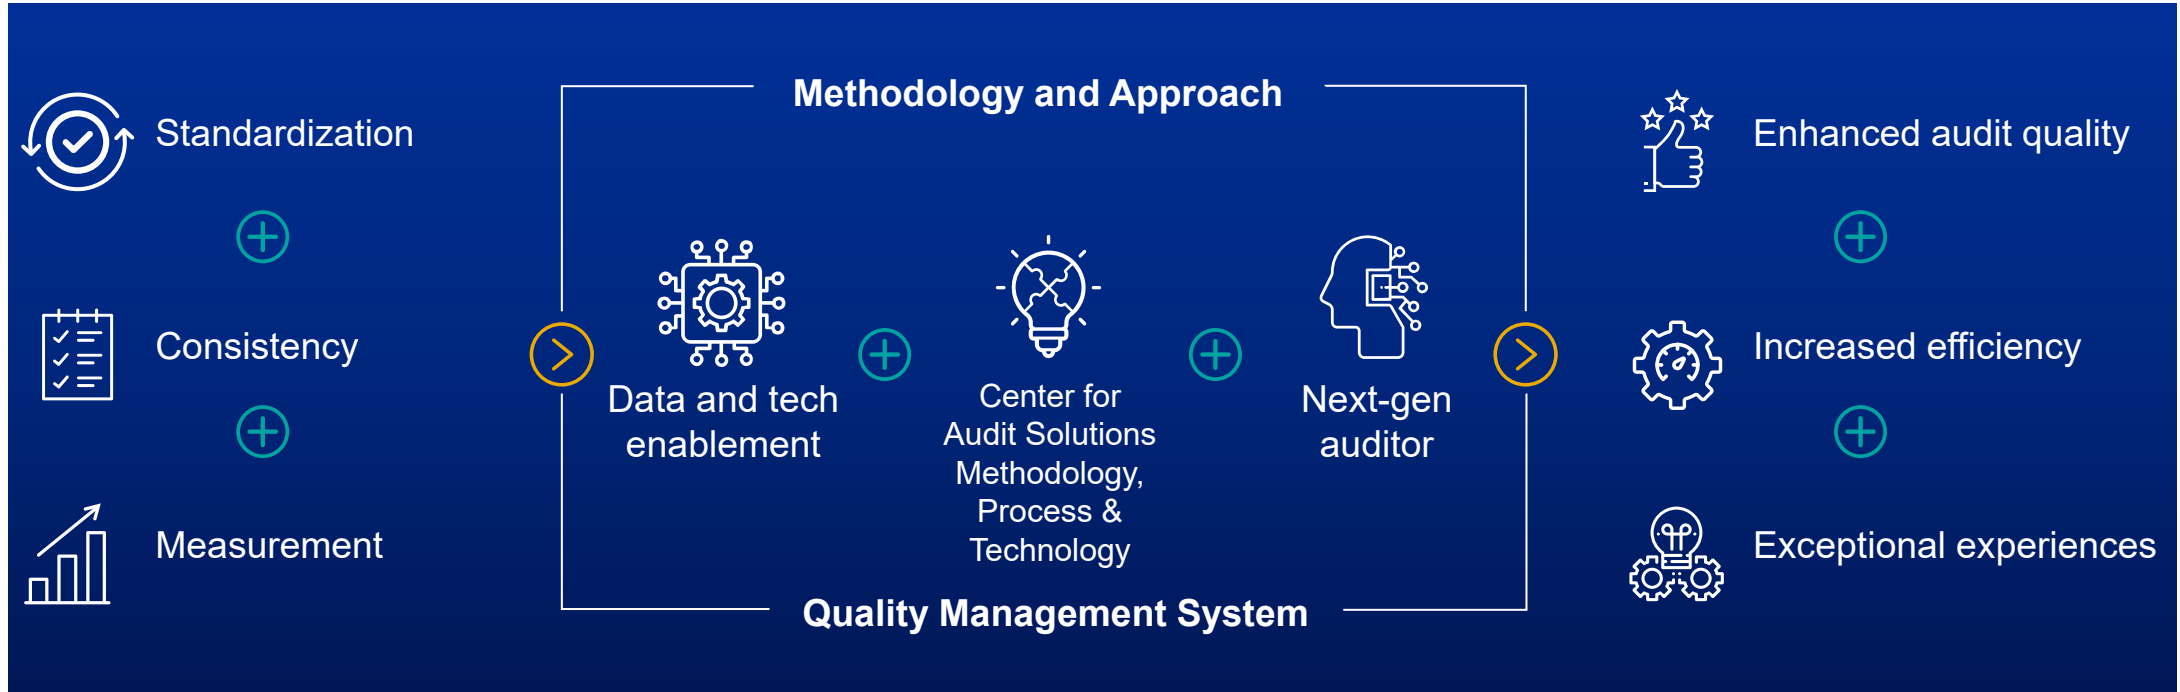 Standardization
Consistency
Measurement
Methodology and Approach
Data and tech
enablement
Center for
Audit Solutions
Methodology,
Process &
Technology
Next-gen
auditor
Quality Management System
Enhanced audit quality
Increased efficiency
Exceptional experiences